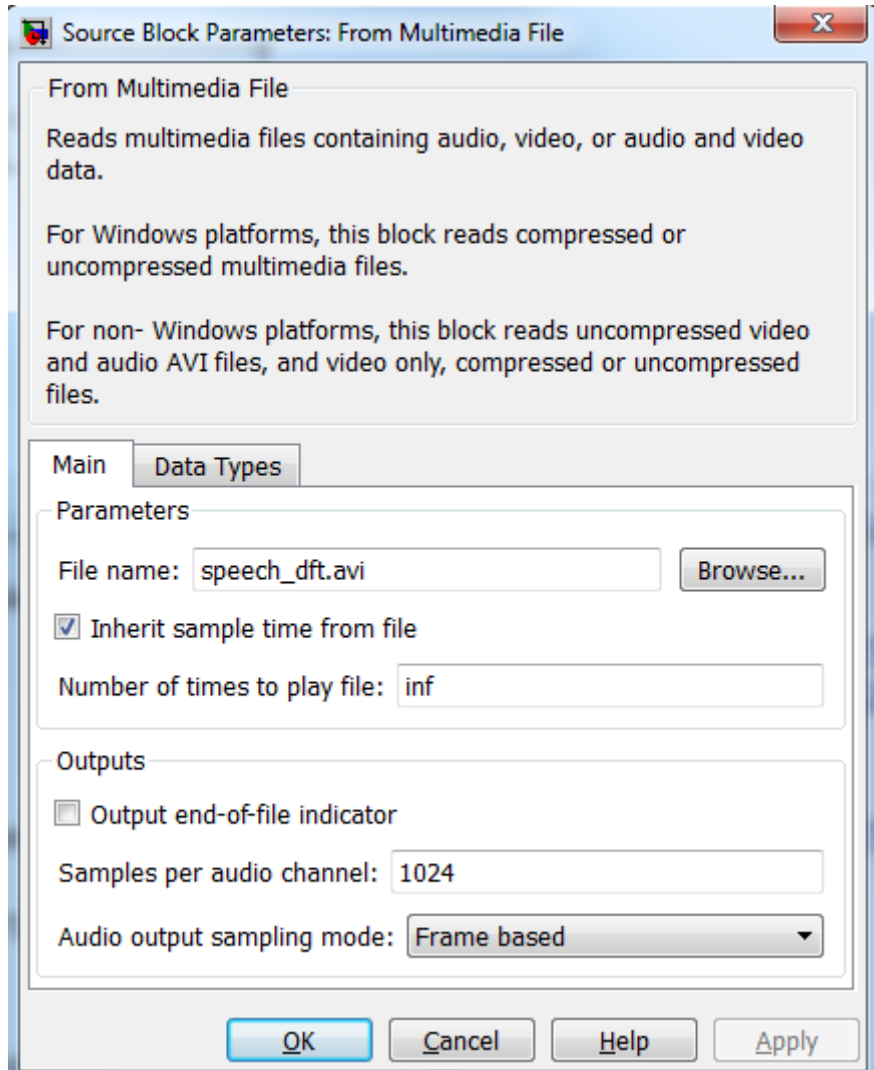 Source Block Parameters: From Multimedia File
From Multimedia File
Reads multimedia files containing audio, video, or audio and video
data.
For Windows platforms, this block reads compressed or
uncompressed multimedia files.
For non- Windows platforms, this block reads uncompressed video
and audio AVI files, and video only, compressed or uncompressed
files.
Main Data Types
Parameters
File name: speech_dft.avi Browse...
Inherit sample time from file
Number of times to play file: inf
Outputs
Output end-of-file indicator
Samples per audio channel: 1024
Audio output sampling mode: Frame based
OK Cancel Help Apply